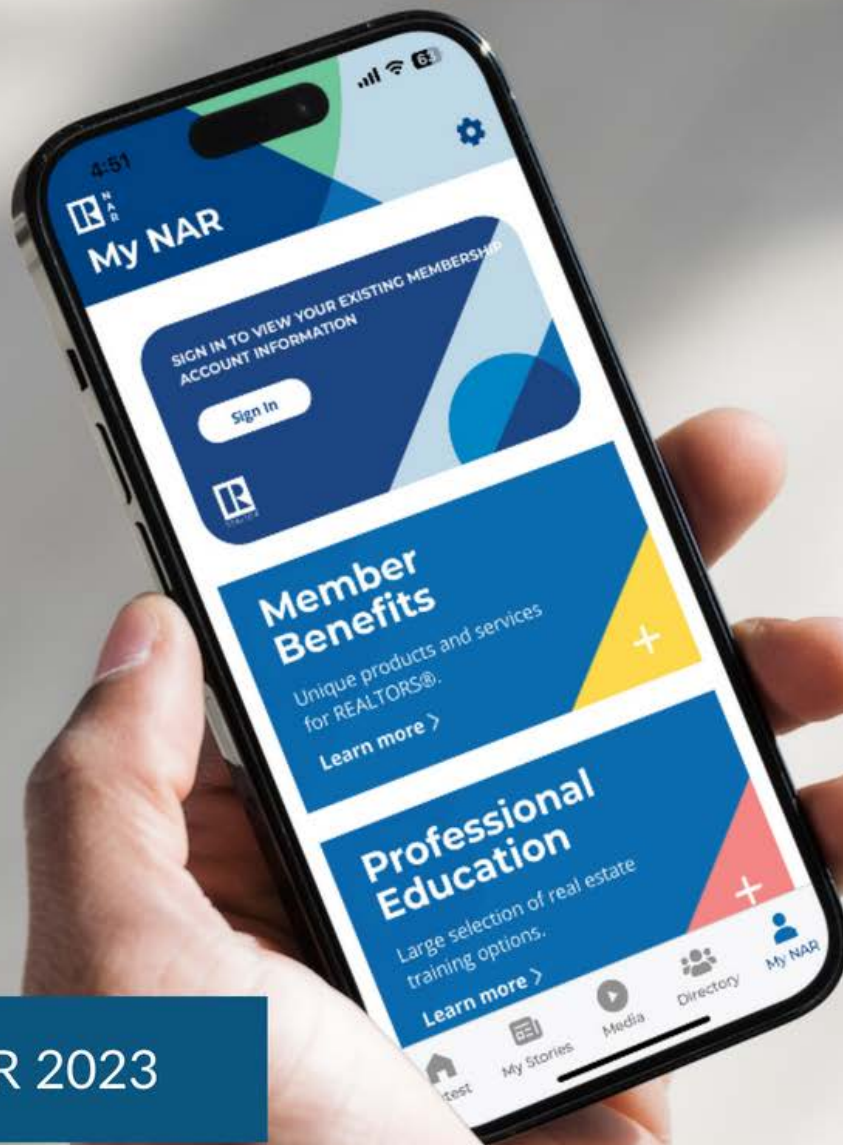 4:51
63
NAR
My NAR
SIGN IN TO VIEW YOUR EXISTING MEMBERSHIP
ACCOUNT INFORMATION
Sign In
Member
Benefits
Unique products and services
for REALTORS®.
Learn more >
Professional
Education
Large selection of real estate
training options.
Learn more >
My Stories
Media
Directory
My NAR
R 2023